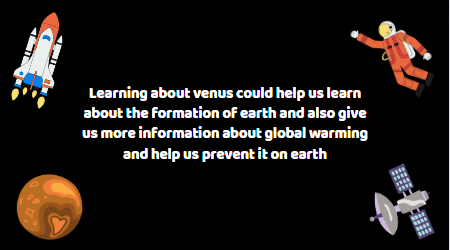 Learning about venus could help us learn
about the formation of earth and also give
us more information about global warming
and help us prevent it on earth